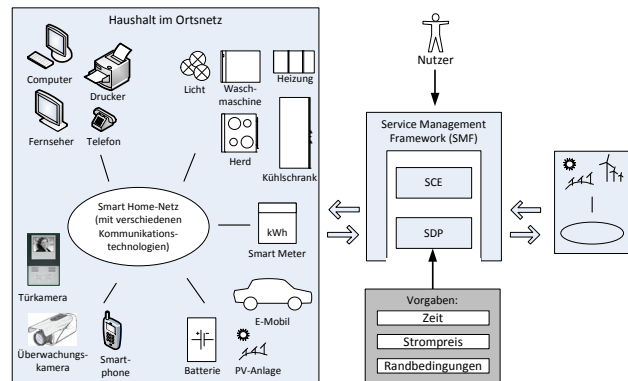 Haushalt im Ortsnetz
Computer
Drucker
Licht
Wasch-
maschine
Heizung
Fernseher
Telefon
Herd
Kühlschrank
Smart Home-Netz
(mit verschiedenen
Kommunikations-
technologien)
kWh
Smart Meter
Türkamera
E-Mobil
Überwachungs-
kamera
Smart-
phone
Batterie
PV-Anlage
Nutzer
Service Management
Framework (SMF)
SCE
SDP
Vorgaben:
Zeit
Strompreis
Randbedingungen